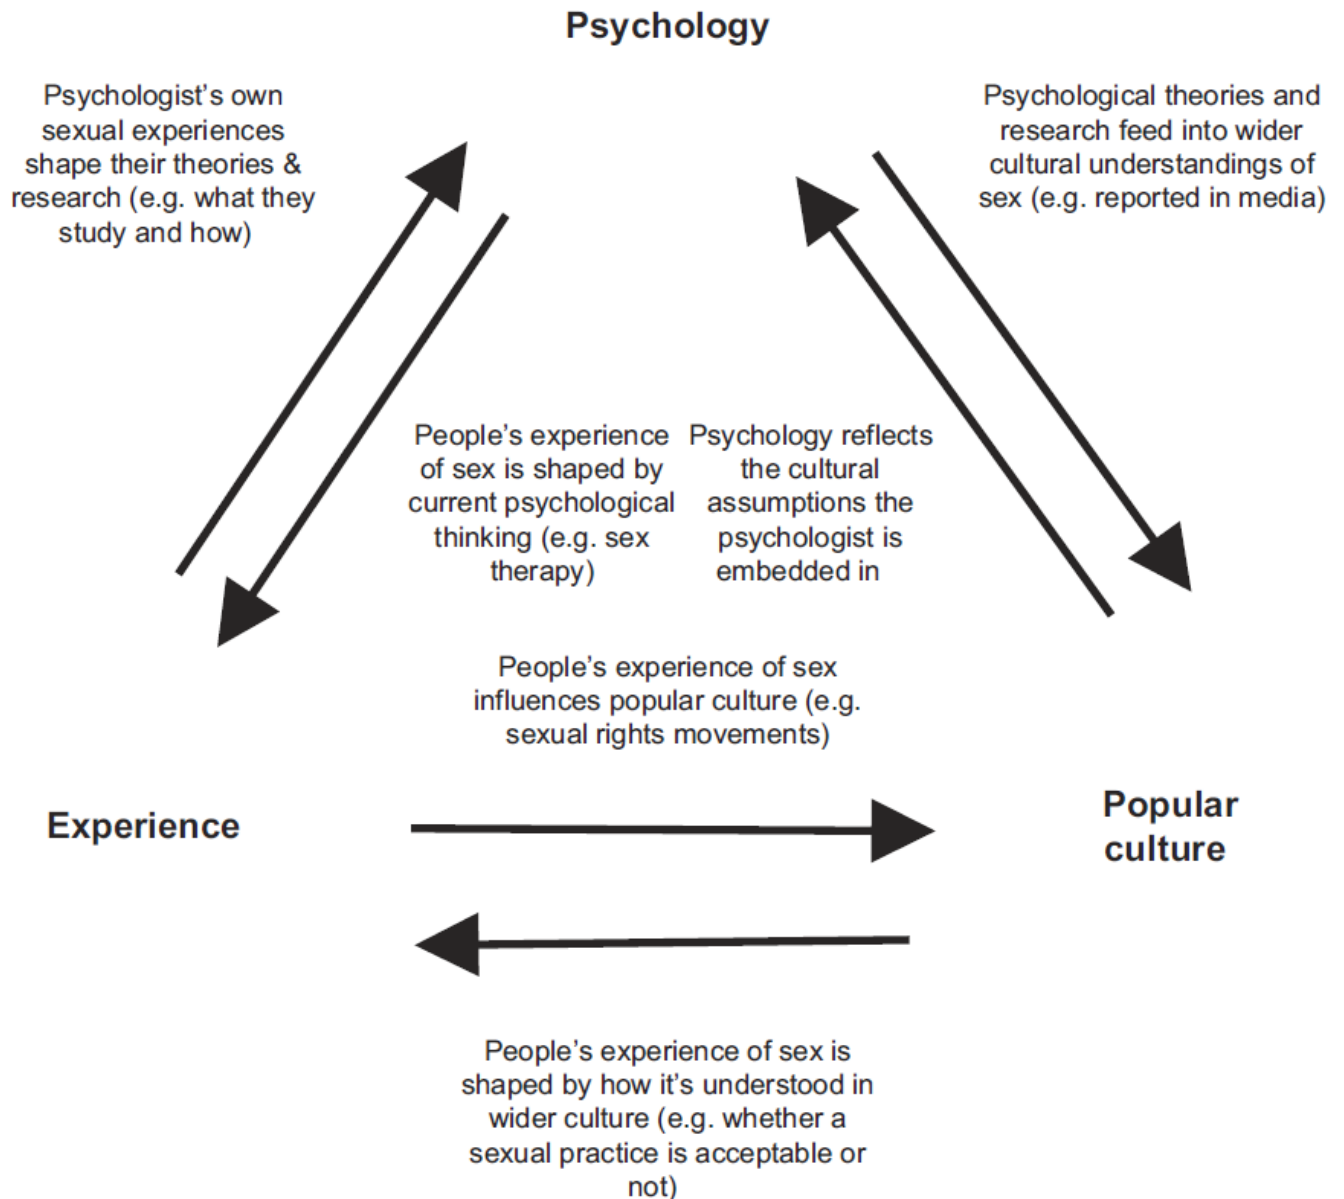 Psychology
Psychologist’s own
sexual experiences
shape their theories &
research (e.g. what they
study and how)
Psychological theories and
research feed into wider
cultural understandings of
sex (e.g. reported in media)
People’s experience
of sex is shaped by
current psychological
thinking (e.g. sex
therapy)
Psychology reflects
the cultural
assumptions the
psychologist is
embedded in
People’s experience of sex
influences popular culture (e.g.
sexual rights movements)
Experience
Popular
culture
People’s experience of sex is
shaped by how it’s understood in
wider culture (e.g. whether a
sexual practice is acceptable or
not)